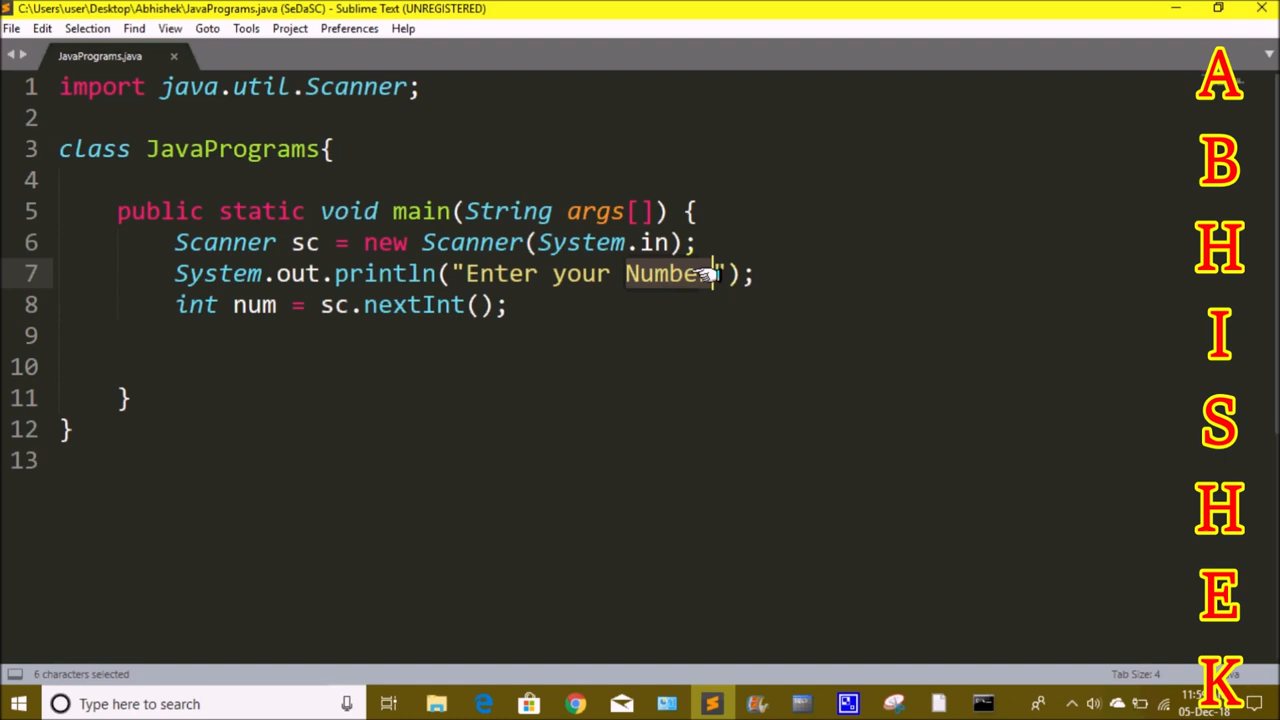 C:\Users\user\Desktop\Abhishek\JavaPrograms.java (SeDaSC) - Sublime Text (UNREGISTERED)
File Edit Selection Find View Goto Tools Project Preferences Help
JavaPrograms.java
1 import java.util.Scanner;
2
3 class JavaPrograms{
4
5 public static void main(String args[]) {
6 Scanner sc = new Scanner(System.in);
7 System.out.println("Enter your Number");
8 int num = sc.nextInt();
9
10
11 }
12 }
13
A
B
H
I
S
H
E
K
6 characters selected
Tab Size: 4
Type here to search
05-Dec-18